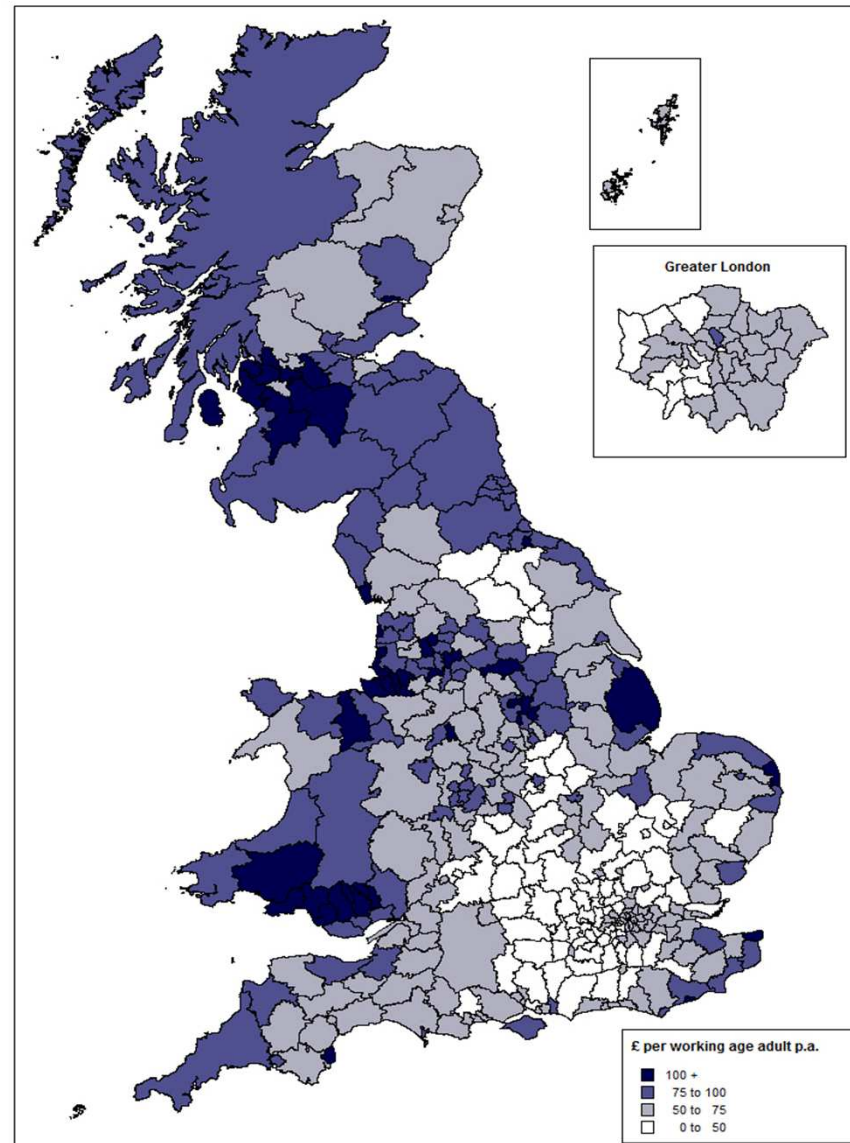 Greater London
£ per working age adult p.a.
100 +
75 to 100
50 to 75
0 to 50